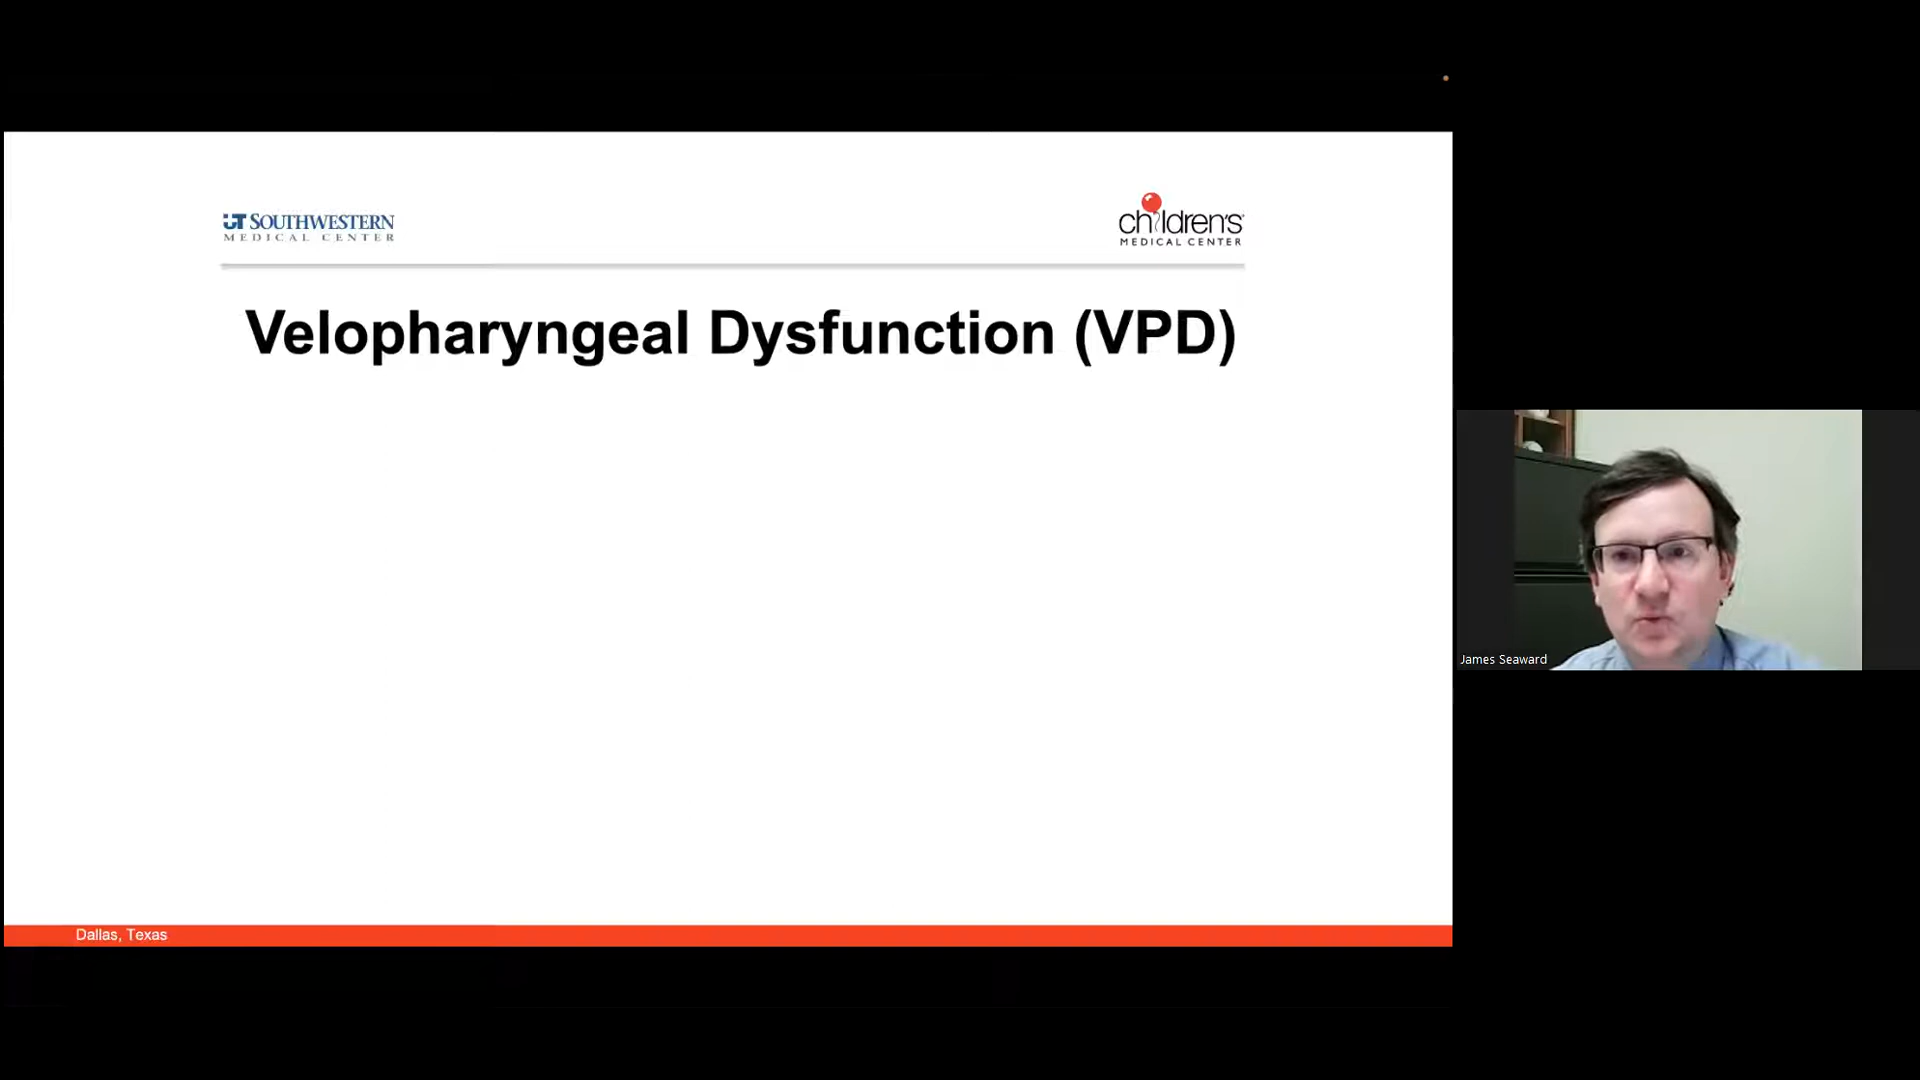 UT SOUTHWESTERN
MEDICAL CENTER
children's
MEDICAL CENTER
Velopharyngeal Dysfunction (VPD)
James Seaward
Dallas, Texas